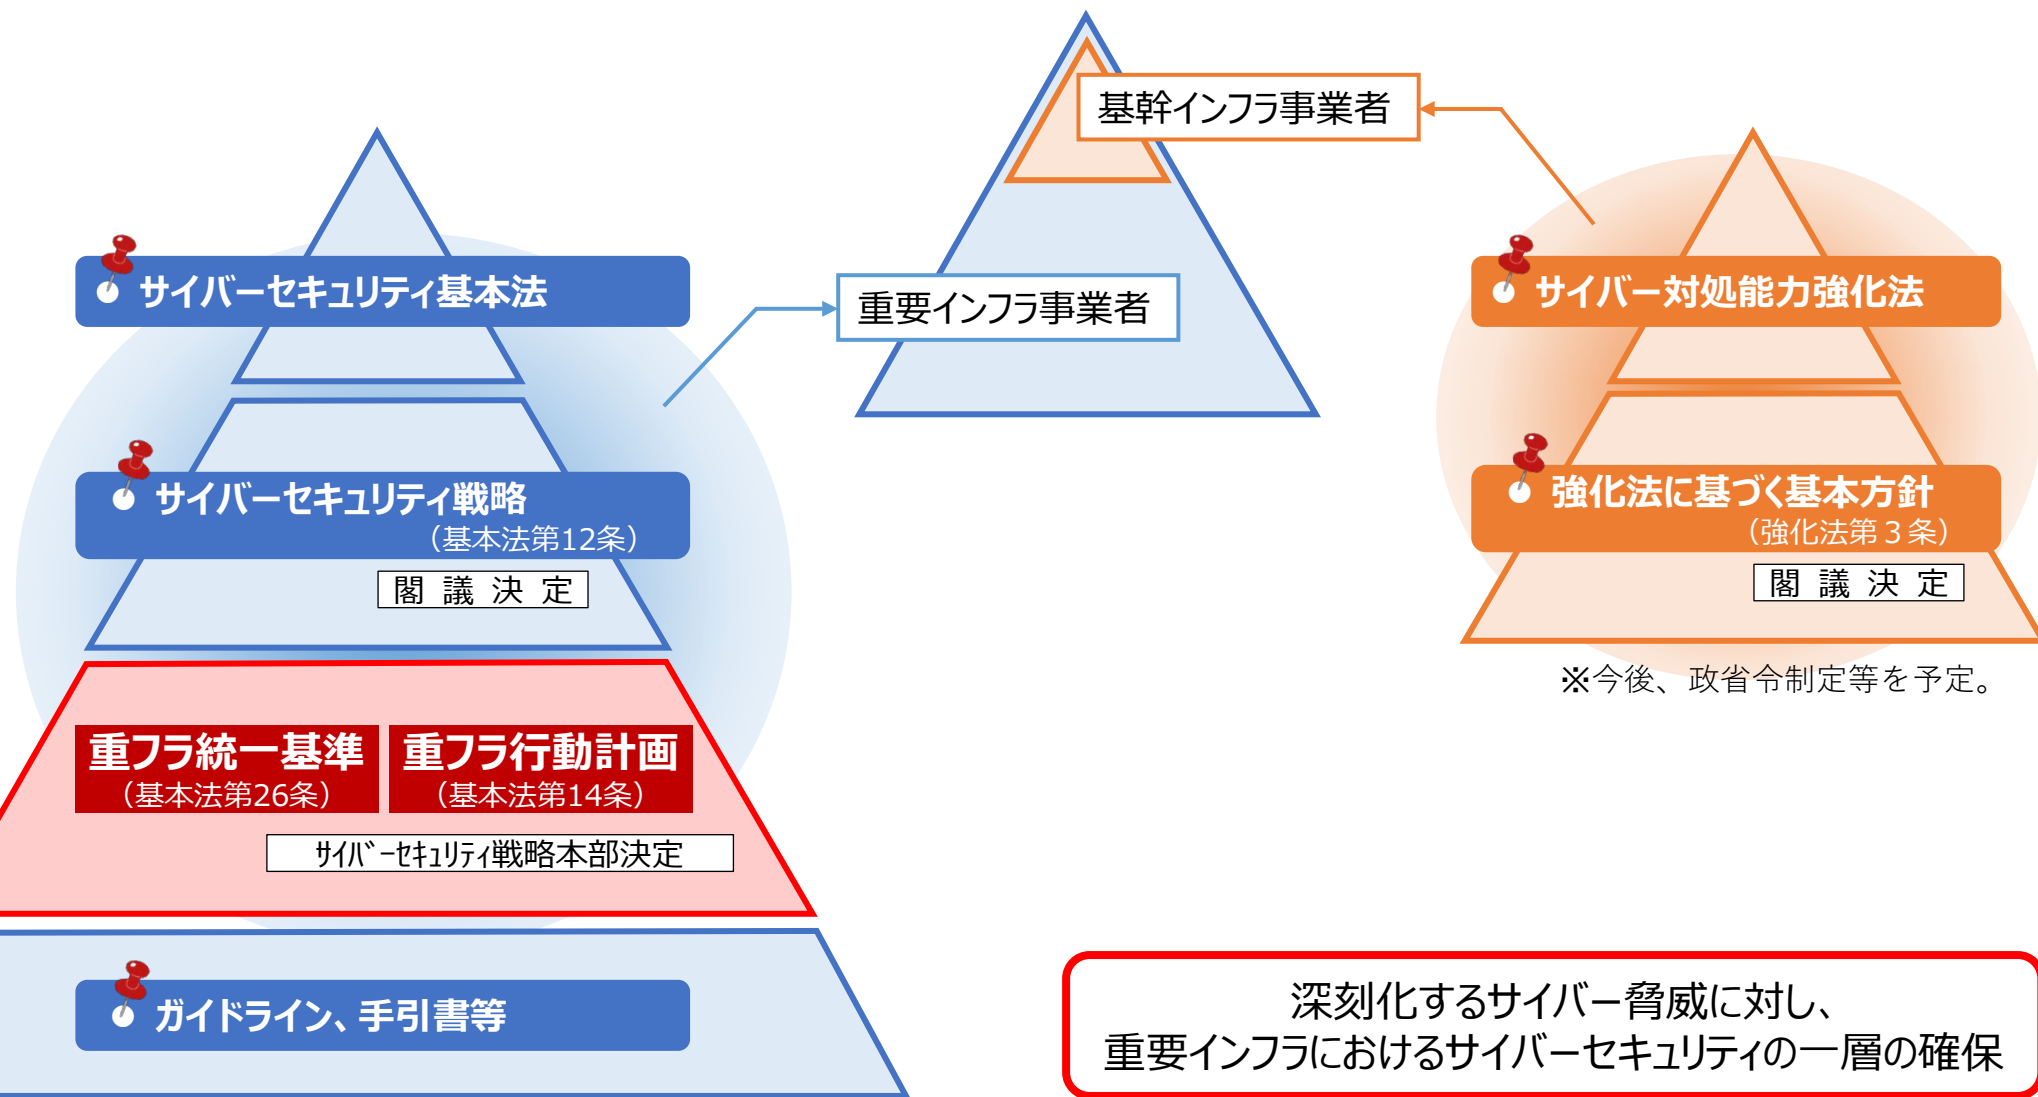 基幹インフラ事業者
重要インフラ事業者
サイバーセキュリティ基本法
サイバーセキュリティ戦略
（基本法第12条）
閣議決定
重フラ統一基準
（基本法第26条）
重フラ行動計画
（基本法第14条）
ｻｲﾊﾞｰｾｷｭﾘﾃｨ戦略本部決定
ガイドライン、手引書等
サイバー対処能力強化法
強化法に基づく基本方針
（強化法第３条）
閣議決定
※今後、政省令制定等を予定。
深刻化するサイバー脅威に対し、
重要インフラにおけるサイバーセキュリティの一層の確保